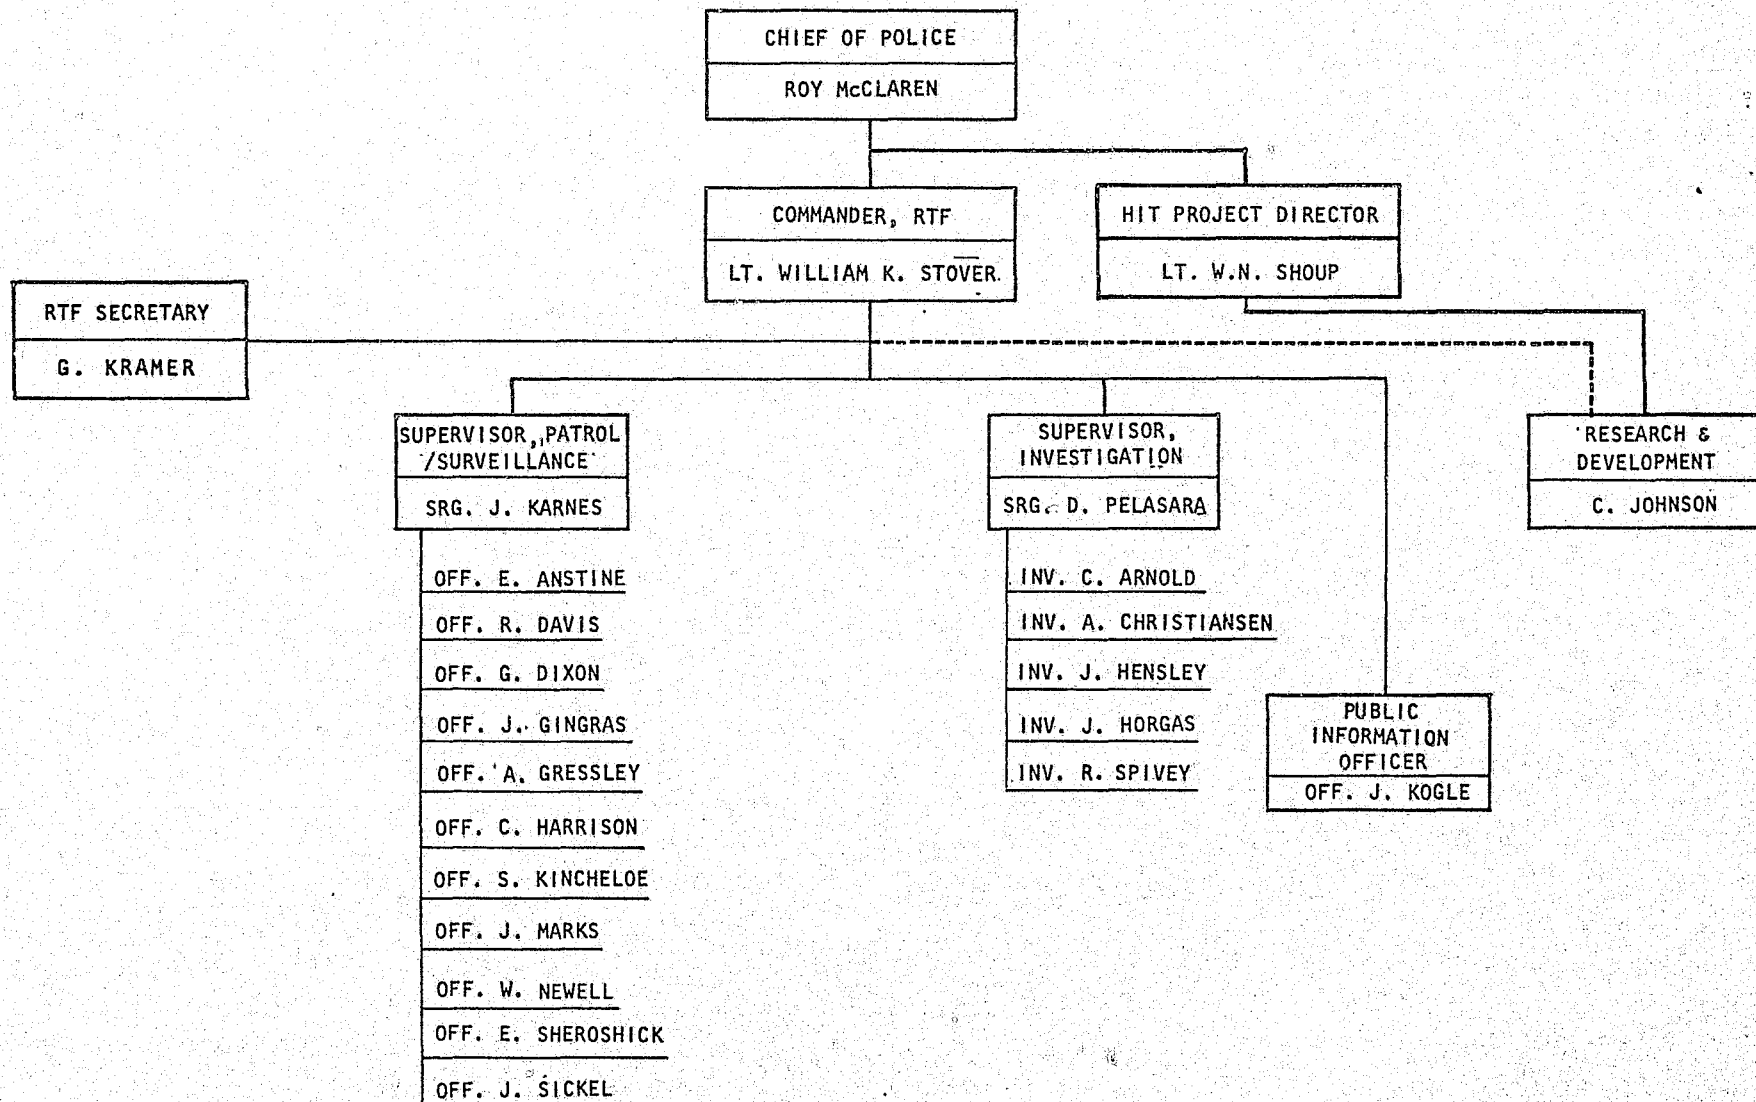 CHIEF OF POLICE
ROY McCLAREN
COMMANDER, RTF
LT. WILLIAM K. STOVER
HIT PROJECT DIRECTOR
LT. W.N. SHOUP
RTF SECRETARY
G. KRAMER
SUPERVISOR, PATROL
/SURVEILLANCE
SRG. J. KARNES
OFF. E. ANSTINE
OFF. R. DAVIS
OFF. G. DIXON
OFF. J. GINGRAS
OFF. A. GRESSLEY
OFF. C. HARRISON
OFF. S. KINCHELOE
OFF. J. MARKS
OFF. W. NEWELL
OFF. E. SHEROSHICK
OFF. J. SICKEL
SUPERVISOR,
INVESTIGATION
SRG. D. PELASARA
INV. C. ARNOLD
INV. A. CHRISTIANSEN
INV. J. HENSLEY
INV. J. HORGAS
INV. R. SPIVEY
PUBLIC
INFORMATION
OFFICER
OFF. J. KOGLE
RESEARCH &
DEVELOPMENT
C. JOHNSON